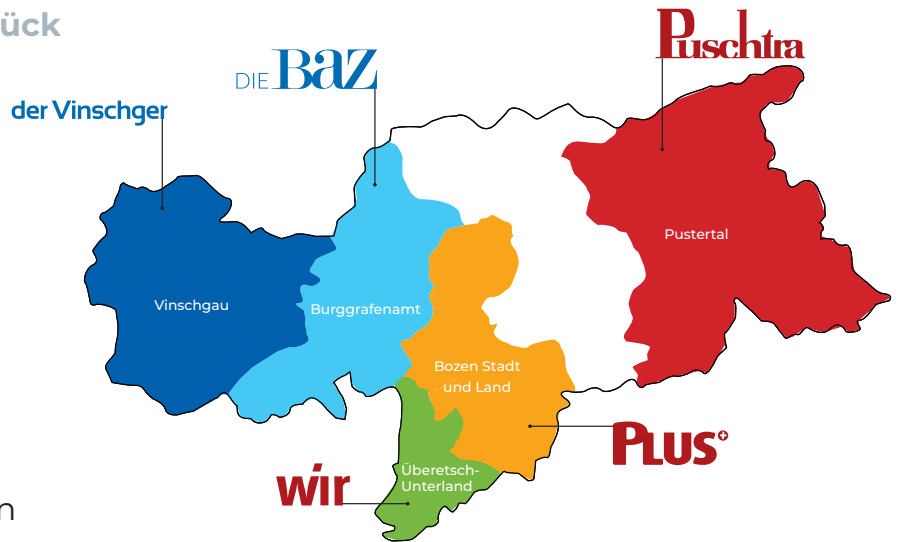 ück
Puschtra
DIE BaZ
der Vinschger
Pustertal
Vinschgau
Burggrafenamt
Bozen Stadt
und Land
PLUS+
Überetsch-
Unterland
wir
n